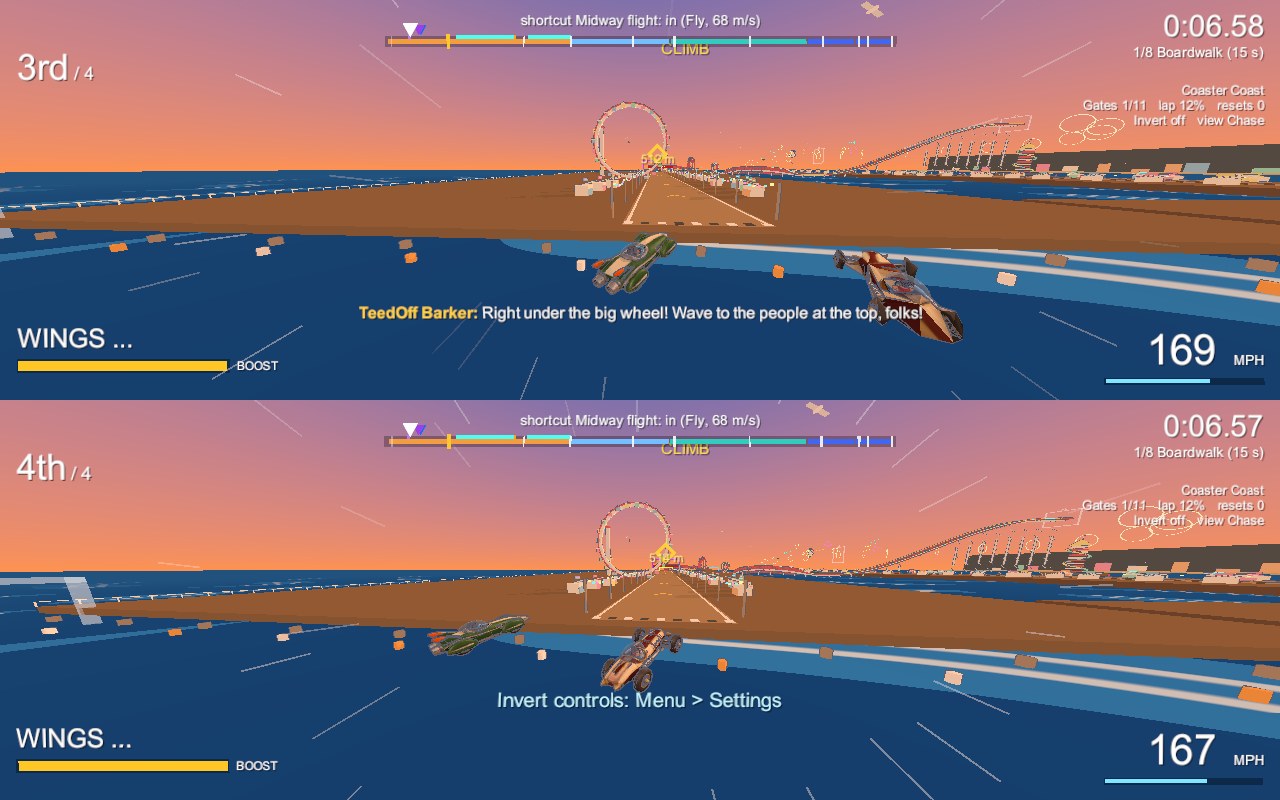 shortcut Midway flight: in (Fly, 68 m/s)
CLIMB
0:06.58
1/8 Boardwalk (15 s)
3rd / 4
Coaster Coast
Gates 1/11 lap 12% resets 0
Invert off view Chase
TeedOff Barker: Right under the big wheel! Wave to the people at the top, folks!
WINGS ...
BOOST
169 MPH
shortcut Midway flight: in (Fly, 68 m/s)
CLIMB
0:06.57
1/8 Boardwalk (15 s)
4th / 4
Coaster Coast
Gates 1/11 lap 12% resets 0
Invert off view Chase
Invert controls: Menu > Settings
WINGS ...
BOOST
167 MPH